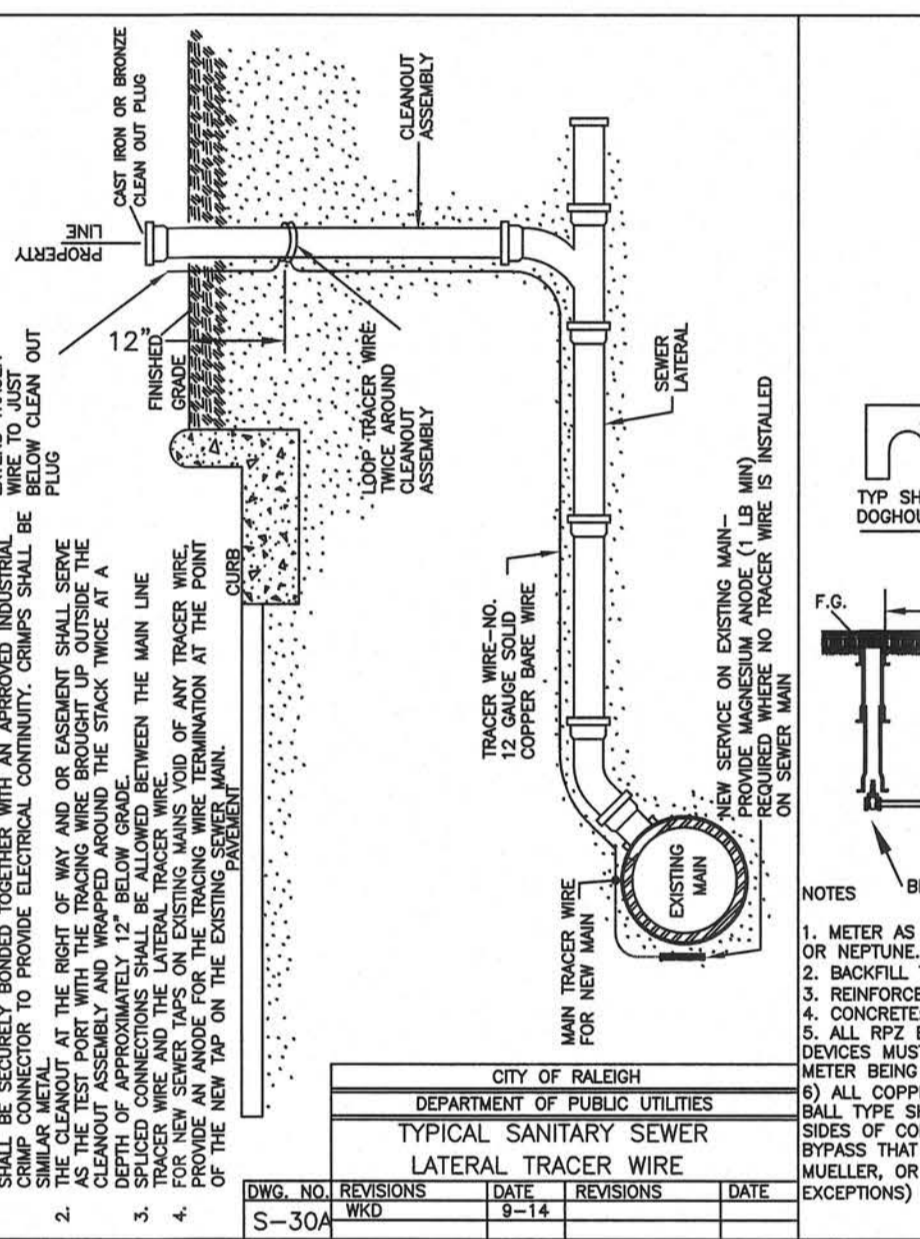 SHALL BE SECURELY BONDED TOGETHER WITH AN APRROVED INDUSTRIAL
CRIMP CONNECTOR TO PROVIDE ELECTRICAL CONTINUITY. CRIMPS SHALL BE
SIMILAR METAL.
2. THE CLEANOUT AT THE RIGHT OF WAY AND OR EASEMENT SHALL SERVE
AS THE TEST PORT WITH THE TRACING WIRE BROUGHT UP OUTSIDE THE
CLEANOUT ASSEMBLY AND WRAPPED AROUND THE STACK TWICE AT A
DEPTH OF APPROXIMATELY 12" BELOW GRADE.
3. SPLICED CONNECTIONS SHALL BE ALLOWED BETWEEN THE MAIN LINE
TRACER WIRE AND THE LATERAL TRACER WIRE.
4. FOR NEW SEWER TAPS ON EXISTING MAINS VOID OF ANY TRACER WIRE,
PROVIDE AN ANODE FOR THE TRACING WIRE TERMINATION AT THE POINT
OF THE NEW TAP ON THE EXISTING SEWER MAIN.
WIRE TO JUST
BELOW CLEAN OUT
PLUG
PROPERTY
LINE
CAST IRON OR BRONZE
CLEAN OUT PLUG
12"
FINISHED
GRADE
CLEANOUT
ASSEMBLY
LOOP TRACER WIRE
TWICE AROUND
CLEANOUT
ASSEMBLY
CURB
PAVEMENT
TRACER WIRE-NO.
12 GAUGE SOLID
COPPER BARE WIRE
SEWER
LATERAL
MAIN TRACER WIRE
FOR NEW MAIN
EXISTING
MAIN
NEW SERVICE ON EXISTING MAIN-
PROVIDE MAGNESIUM ANODE (1 LB MIN)
REQUIRED WHERE NO TRACER WIRE IS INSTALLED
ON SEWER MAIN
CITY OF RALEIGH
DEPARTMENT OF PUBLIC UTILITIES
TYPICAL SANITARY SEWER
LATERAL TRACER WIRE
DWG. NO. REVISIONS DATE REVISIONS DATE
S-30A WKD 9-14
TYP
F.G.
NOTES
1. METER AS
OR NEPTUNE.
2. BACKFILL
3. REINFORCE
4. CONCRETE
5. ALL RPZ
DEVICES MUST
METER BEING
6) ALL
BALL TYPE
SIDES OF
BYPASS THAT
MUELLER, OR
EXCEPTIONS)